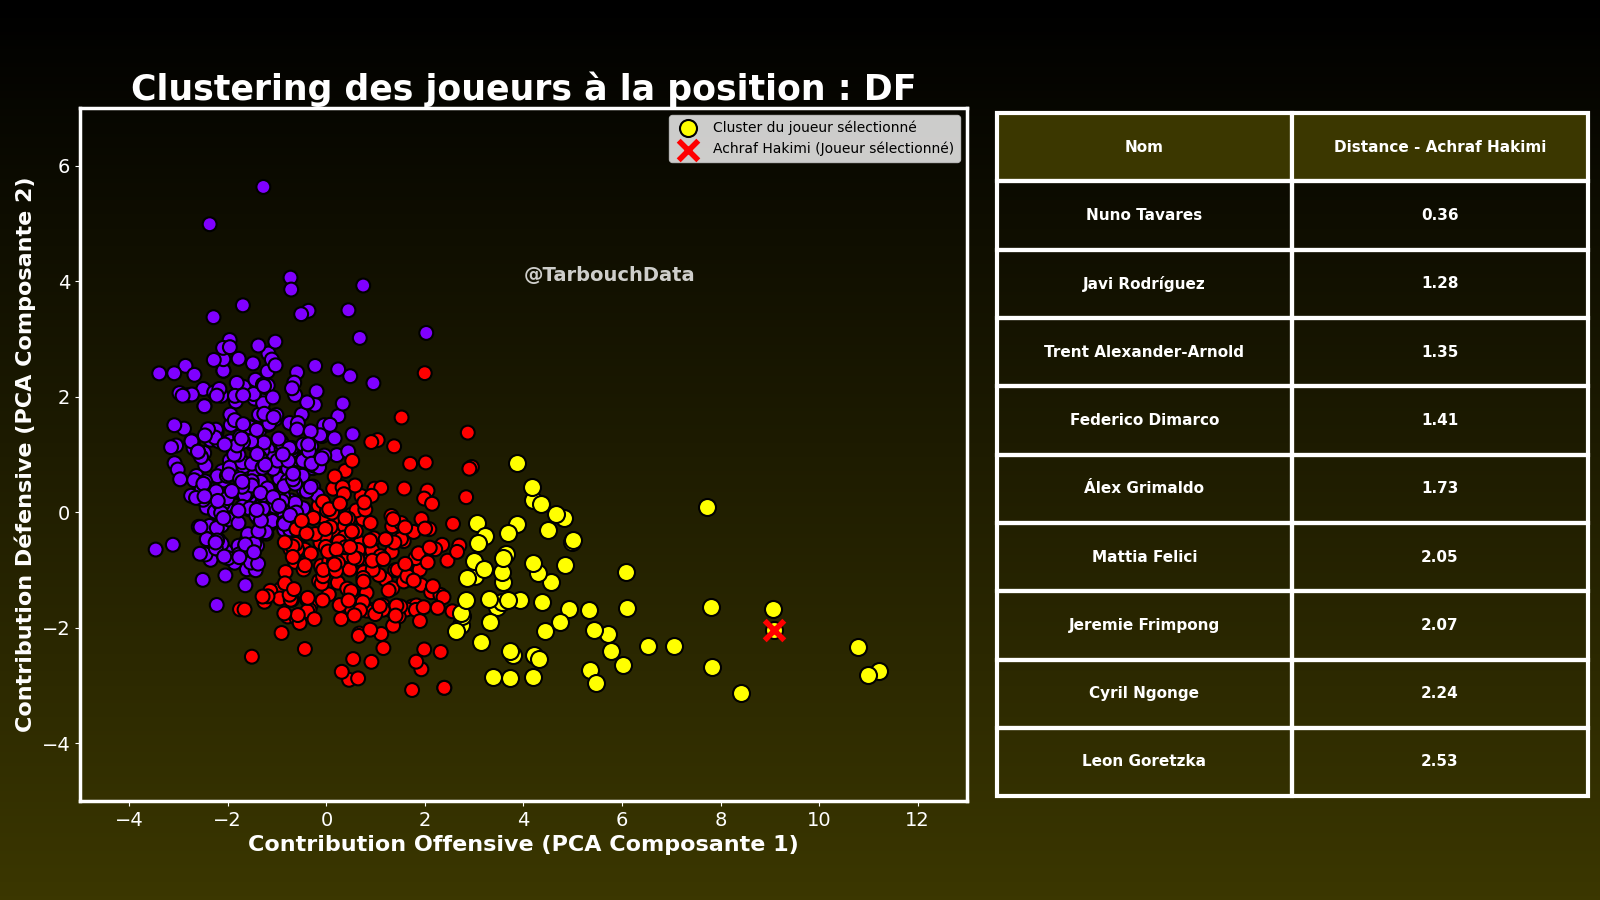 Clustering des joueurs à la position : DF
Cluster du joueur sélectionné
Achraf Hakimi (Joueur sélectionné)
@TarbouchData
Contribution Défensive (PCA Composante 2)
6
4
2
0
−2
−4
−4 −2 0 2 4 6 8 10 12
Contribution Offensive (PCA Composante 1)
Nom Distance - Achraf Hakimi
Nuno Tavares 0.36
Javi Rodríguez 1.28
Trent Alexander-Arnold 1.35
Federico Dimarco 1.41
Álex Grimaldo 1.73
Mattia Felici 2.05
Jeremie Frimpong 2.07
Cyril Ngonge 2.24
Leon Goretzka 2.53